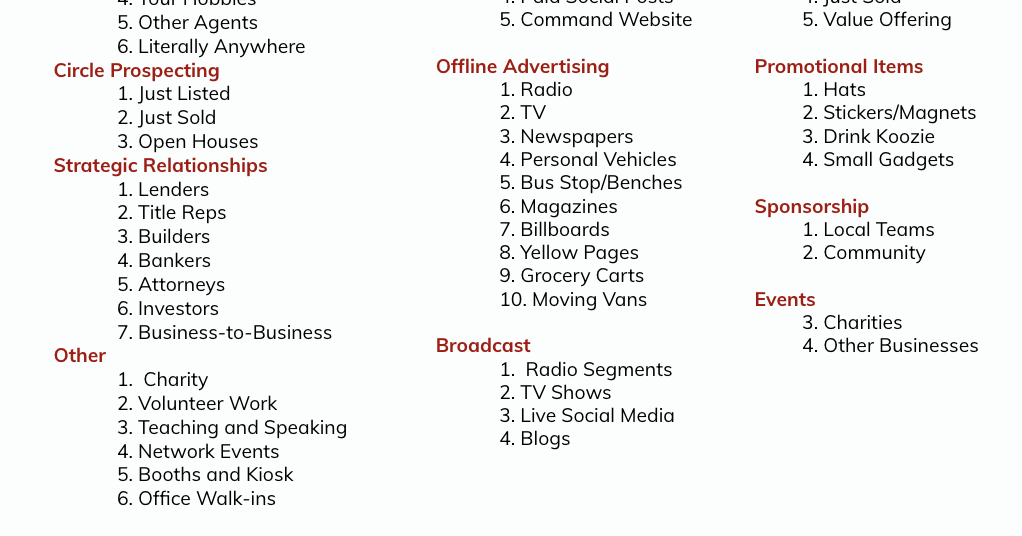 4. Your Hobbies
5. Other Agents
6. Literally Anywhere
Circle Prospecting
1. Just Listed
2. Just Sold
3. Open Houses
Strategic Relationships
1. Lenders
2. Title Reps
3. Builders
4. Bankers
5. Attorneys
6. Investors
7. Business-to-Business
Other
1. Charity
2. Volunteer Work
3. Teaching and Speaking
4. Network Events
5. Booths and Kiosk
6. Office Walk-ins
4. Paid Social Posts
5. Command Website
Offline Advertising
1. Radio
2. TV
3. Newspapers
4. Personal Vehicles
5. Bus Stop/Benches
6. Magazines
7. Billboards
8. Yellow Pages
9. Grocery Carts
10. Moving Vans
Broadcast
1. Radio Segments
2. TV Shows
3. Live Social Media
4. Blogs
4. Just Sold
5. Value Offering
Promotional Items
1. Hats
2. Stickers/Magnets
3. Drink Koozie
4. Small Gadgets
Sponsorship
1. Local Teams
2. Community
Events
3. Charities
4. Other Businesses